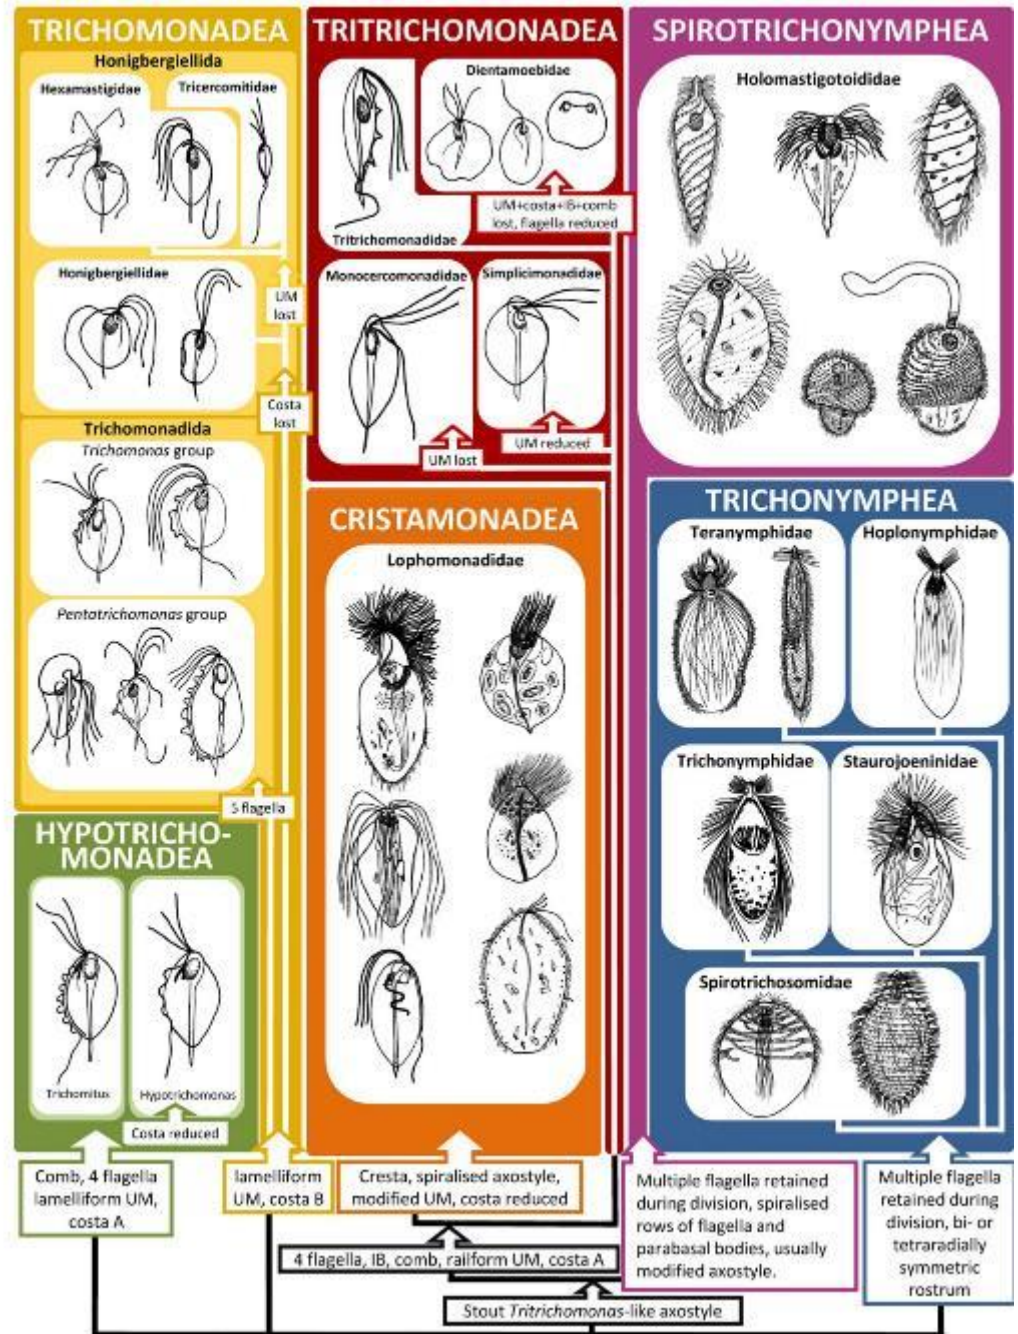 TRICHOMONADEA
Honigbergiellida
Hexamastigidae
Tricercomitidae
Honigbergiellidae
UM
lost
Costa
lost
Trichomonadida
Trichomonas group
Pentatrichomonas group
5 flagella
HYPOTRICHO-
MONADEA
Trichomitus
Hypotrichomonas
Costa reduced
Comb, 4 flagella
lamelliform UM,
costa A
lamelliform
UM, costa B
TRITRICHOMONADEA
Dientamoebidae
UM+costa+IB+comb
lost, flagella reduced
Tritrichomonadidae
Monocercomonadidae
Simplicimonadidae
UM reduced
UM lost
CRISTAMONADEA
Lophomonadidae
Cresta, spiralised axostyle,
modified UM, costa reduced
4 flagella, IB, comb, railform UM, costa A
Stout Tritrichomonas-like axostyle
SPIROTRICHONYMPHEA
Holomastigotoididae
TRICHONYMPHEA
Teranymphidae
Hoplonymphidae
Trichonymphidae
Staurojoeninidae
Spirotrichosomidae
Multiple flagella retained
during division, spiralised
rows of flagella and
parabasal bodies, usually
modified axostyle.
Multiple flagella
retained during
division, bi- or
tetraradially
symmetric
rostrum